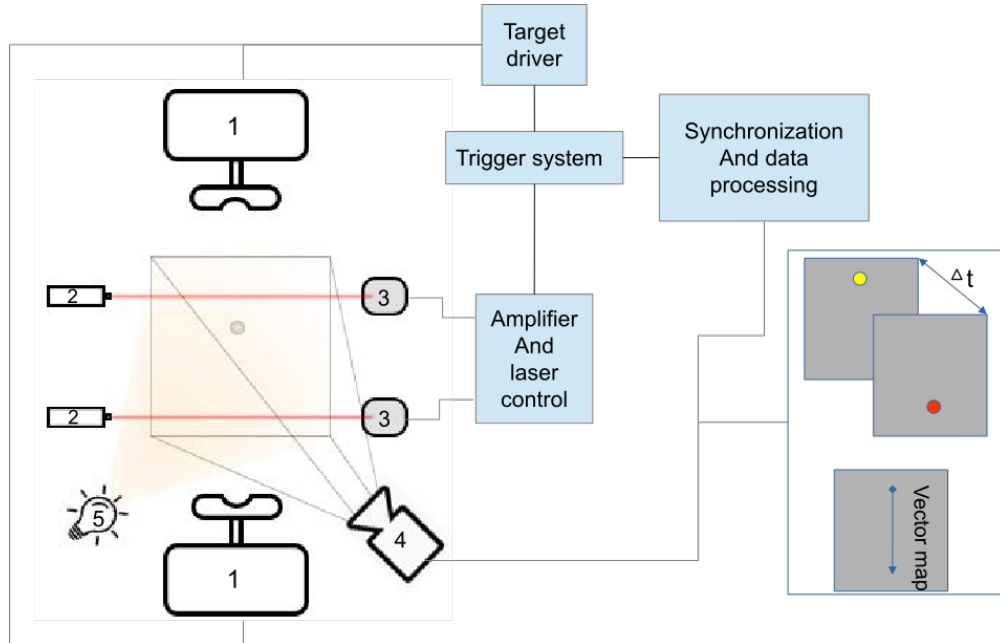 Target
driver
1
Synchronization
And data
processing
Trigger system
△t
2
3
Amplifier
And
laser
control
2
3
5
4
Vector map
1